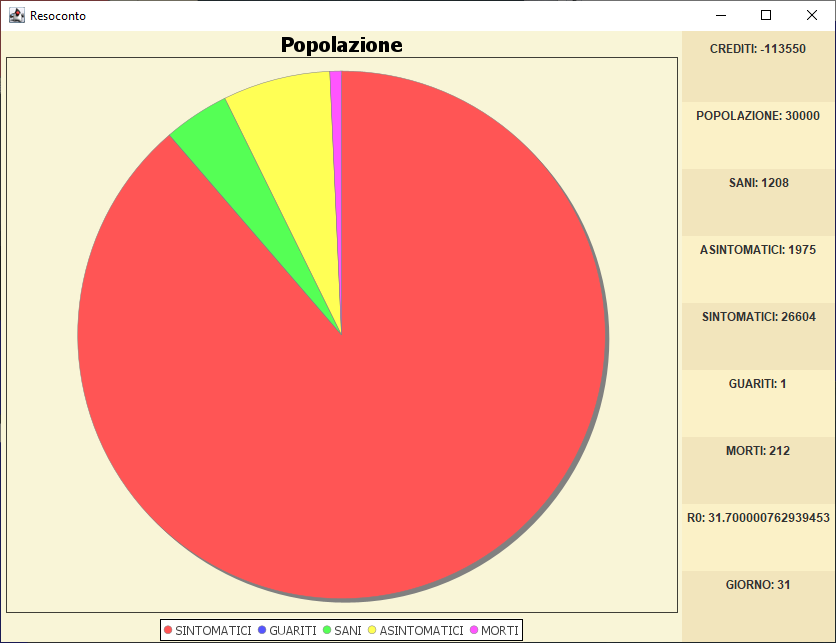 Resoconto
Popolazione
SINTOMATICI GUARITI SANI ASINTOMATICI MORTI
CREDITI: -113550
POPOLAZIONE: 30000
SANI: 1208
ASINTOMATICI: 1975
SINTOMATICI: 26604
GUARITI: 1
MORTI: 212
R0: 31.700000762939453
GIORNO: 31